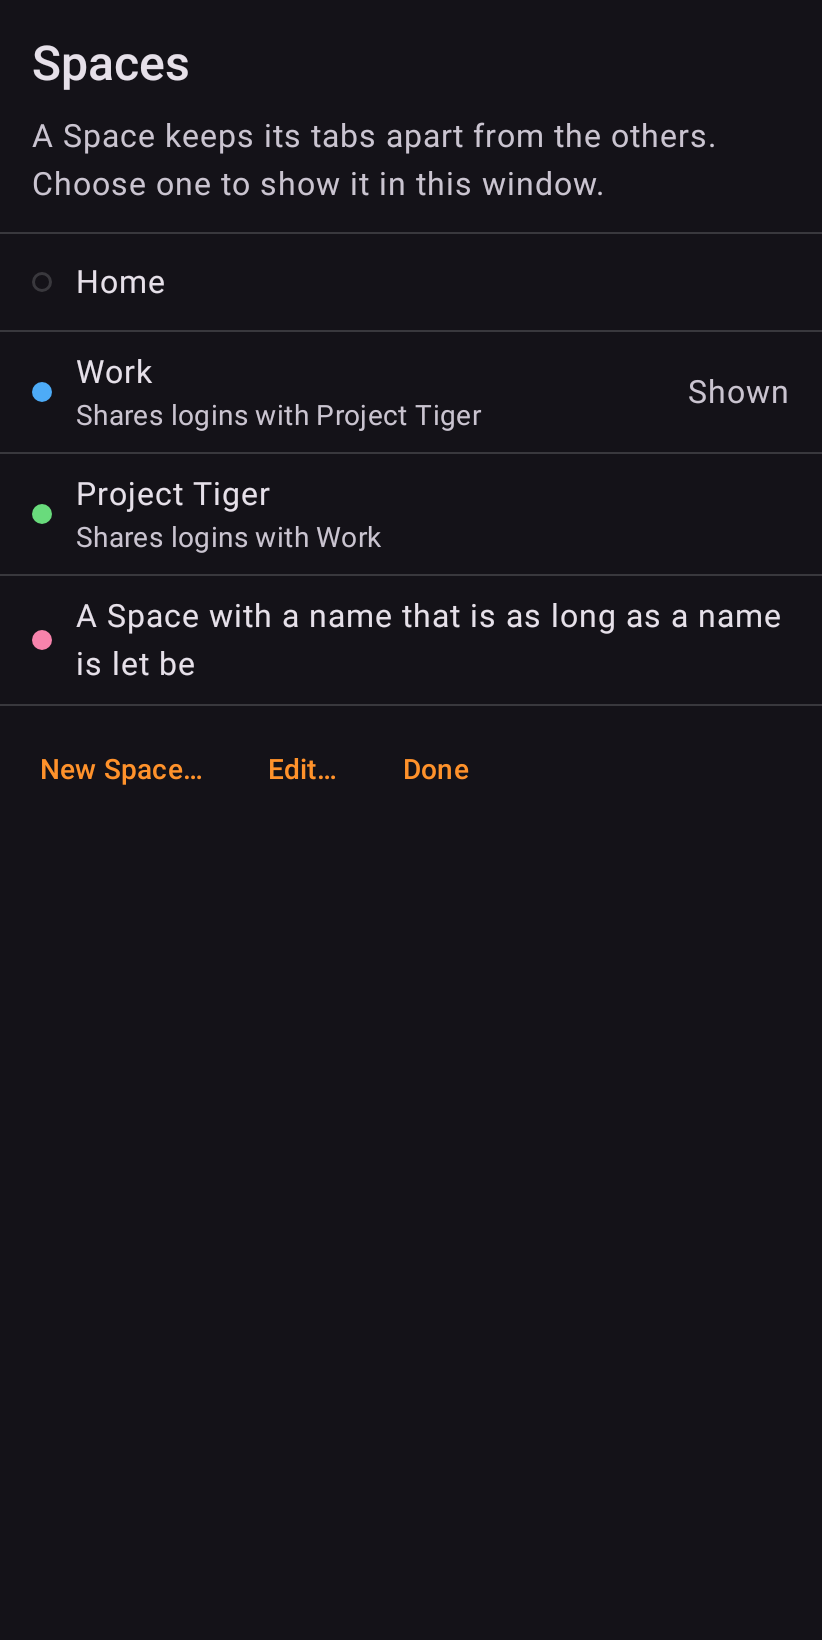 Spaces
A Space keeps its tabs apart from the others.
Choose one to show it in this window.
Home
Work
Shares logins with Project Tiger
Shown
Project Tiger
Shares logins with Work
A Space with a name that is as long as a name
is let be
New Space…
Edit…
Done